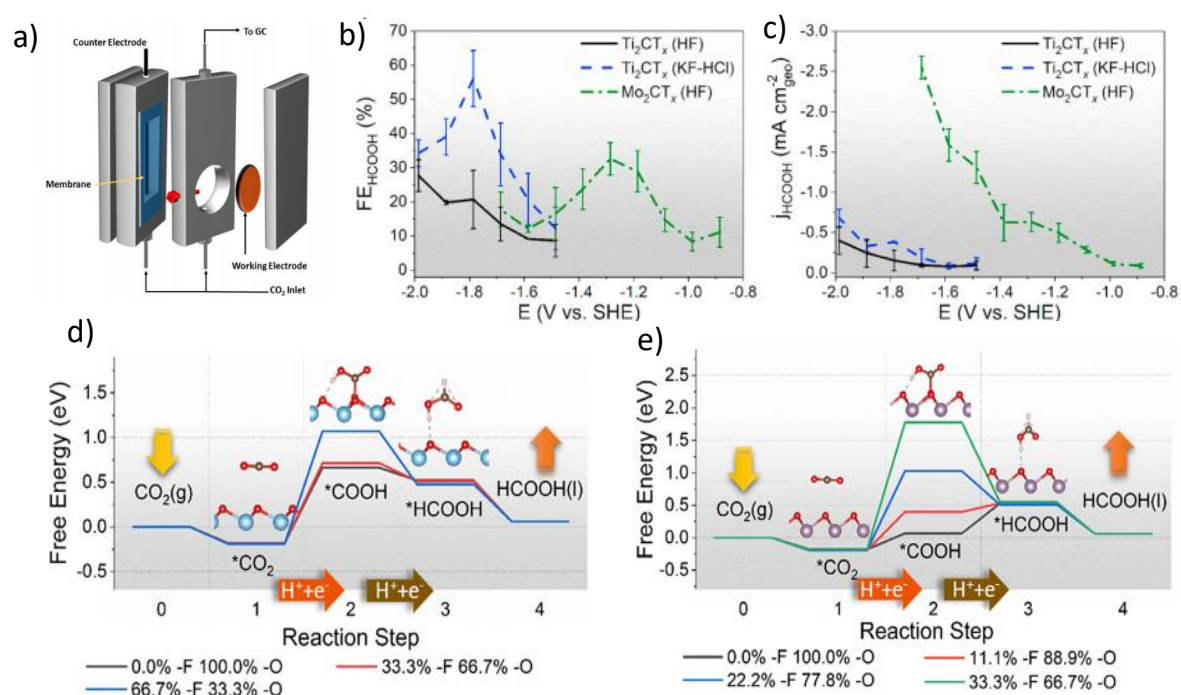 a)
To GC
Counter Electrode
Membrane
Working Electrode
CO₂ Inlet
b)
FE_HCOOH (%)
70
60
50
40
30
20
10
0
Ti₂CTₓ (HF)
Ti₂CTₓ (KF-HCl)
Mo₂CTₓ (HF)
-2.0 -1.8 -1.6 -1.4 -1.2 -1.0 -0.8
E (V vs. SHE)
c)
j_HCOOH (mA cm⁻²geo)
-3.0
-2.5
-2.0
-1.5
-1.0
-0.5
0.0
Ti₂CTₓ (HF)
Ti₂CTₓ (KF-HCl)
Mo₂CTₓ (HF)
-2.0 -1.8 -1.6 -1.4 -1.2 -1.0 -0.8
E (V vs. SHE)
d)
Free Energy (eV)
1.5
1.0
0.5
0.0
-0.5
CO₂(g)
*CO₂
*COOH
*HCOOH
HCOOH(l)
H⁺+e⁻
H⁺+e⁻
0 1 2 3 4
Reaction Step
0.0% -F 100.0% -O
33.3% -F 66.7% -O
66.7% -F 33.3% -O
e)
Free Energy (eV)
2.5
2.0
1.5
1.0
0.5
0.0
-0.5
CO₂(g)
*CO₂
*COOH
*HCOOH
HCOOH(l)
H⁺+e⁻
H⁺+e⁻
0 1 2 3 4
Reaction Step
0.0% -F 100.0% -O
11.1% -F 88.9% -O
22.2% -F 77.8% -O
33.3% -F 66.7% -O